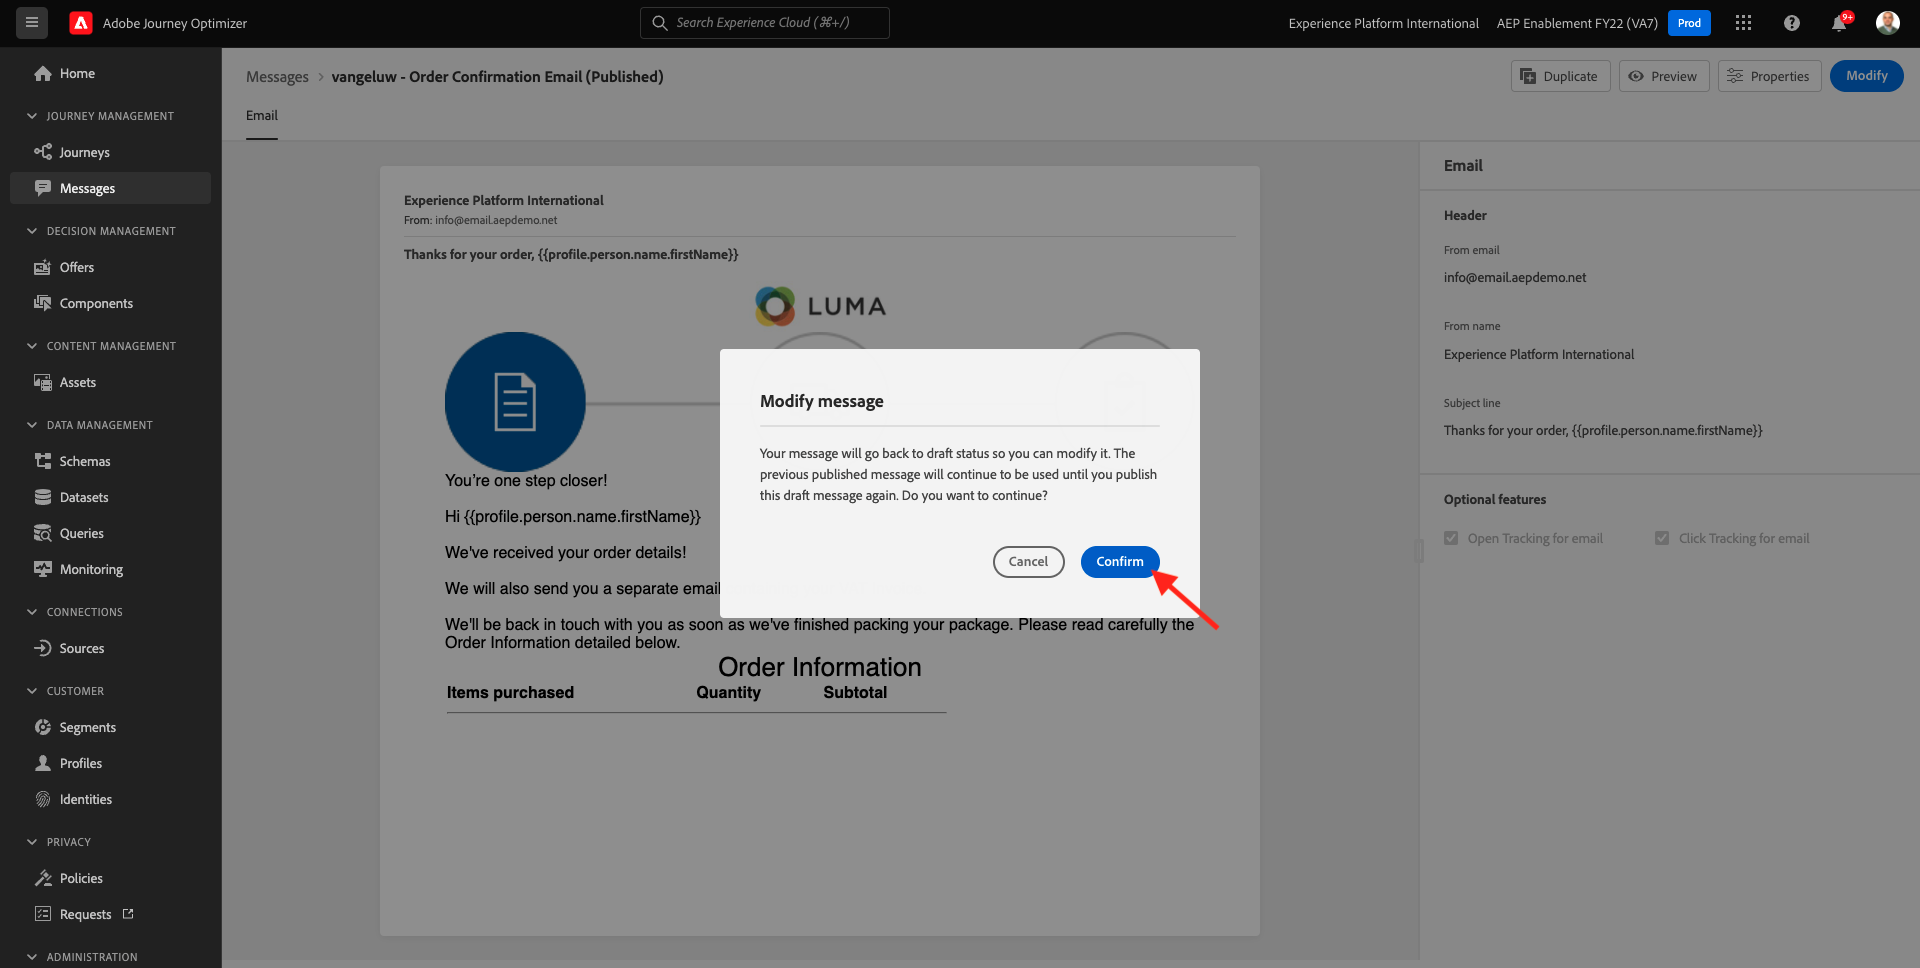 Adobe Journey Optimizer
Search Experience Cloud (⌘+/)
Experience Platform International
AEP Enablement FY22 (VA7)
Prod
9+
Home
JOURNEY MANAGEMENT
Journeys
Messages
DECISION MANAGEMENT
Offers
Components
CONTENT MANAGEMENT
Assets
DATA MANAGEMENT
Schemas
Datasets
Queries
Monitoring
CONNECTIONS
Sources
CUSTOMER
Segments
Profiles
Identities
PRIVACY
Policies
Requests
ADMINISTRATION
Messages > vangeluw - Order Confirmation Email (Published)
Duplicate
Preview
Properties
Modify
Email
Experience Platform International
From: info@email.aepdemo.net
Thanks for your order, {{profile.person.name.firstName}}
LUMA
You're one step closer!
Hi {{profile.person.name.firstName}}
We've received your order details!
We will also send you a separate email
We'll be back in touch with you as soon as we've finished packing your package. Please read carefully the
Order Information detailed below.
Order Information
Items purchased Quantity Subtotal
Modify message
Your message will go back to draft status so you can modify it. The
previous published message will continue to be used until you publish
this draft message again. Do you want to continue?
Cancel
Confirm
Email
Header
From email
info@email.aepdemo.net
From name
Experience Platform International
Subject line
Thanks for your order, {{profile.person.name.firstName}}
Optional features
Open Tracking for email
Click Tracking for email